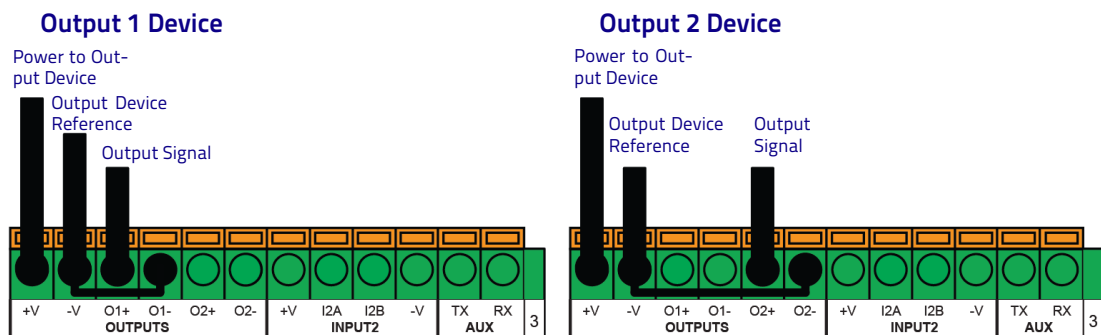 Output 1 Device
Power to Out-
put Device
Output Device
Reference
Output Signal
+V -V O1+ O1- O2+ O2- +V I2A I2B -V TX RX
OUTPUTS INPUT2 AUX 3
Output 2 Device
Power to Out-
put Device
Output Device
Reference
Output
Signal
+V -V O1+ O1- O2+ O2- +V I2A I2B -V TX RX
OUTPUTS INPUT2 AUX 3